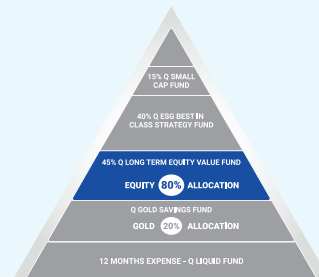 15% Q SMALL
CAP FUND
40% Q ESG BEST IN
CLASS STRATEGY FUND
45% Q LONG TERM EQUITY VALUE FUND
EQUITY 80% ALLOCATION
Q GOLD SAVINGS FUND
GOLD 20% ALLOCATION
12 MONTHS EXPENSE - Q LIQUID FUND